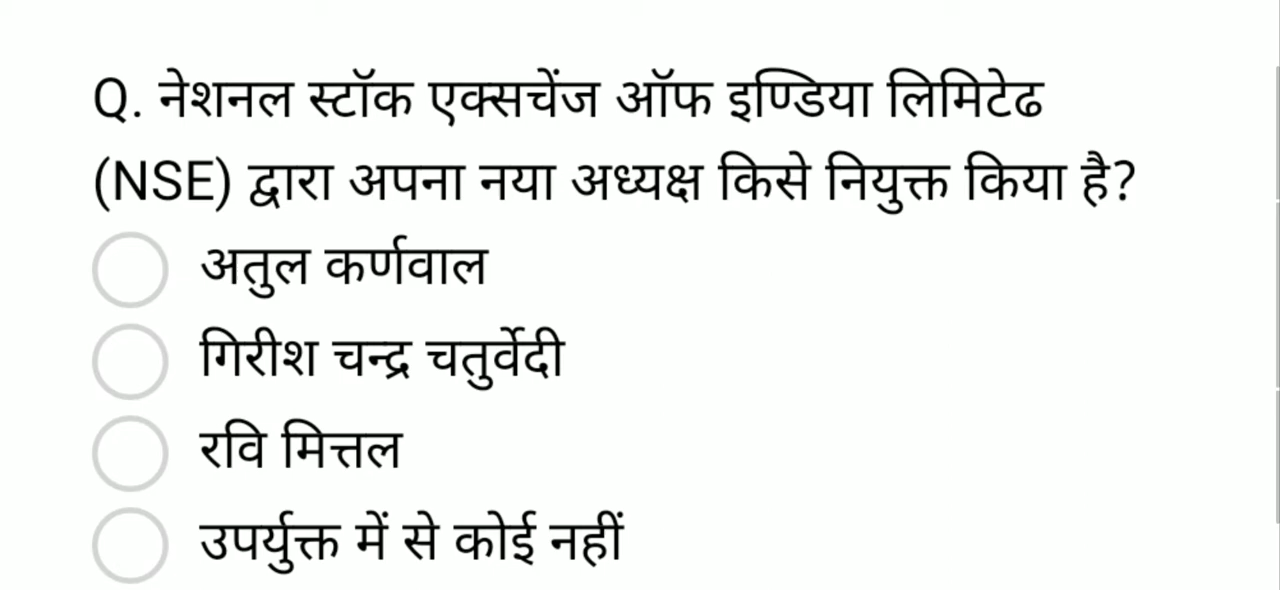 Q. नेशनल स्टॉक एक्सचेंज ऑफ इण्डिया लिमिटेढ
(NSE) द्वारा अपना नया अध्यक्ष किसे नियुक्त किया है?
अतुल कर्णवाल
गिरीश चन्द्र चतुर्वेदी
रवि मित्तल
उपर्युक्त में से कोई नहीं